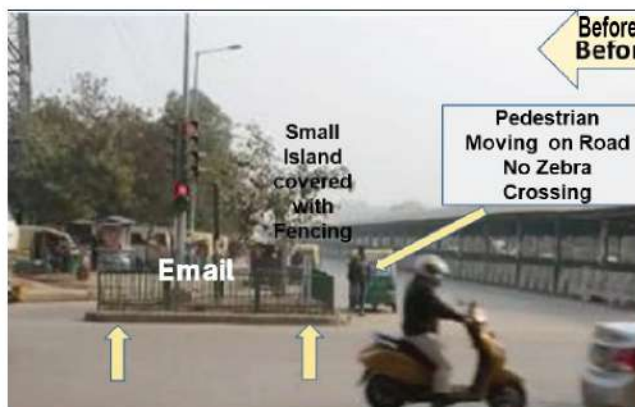 Before
Befor
Pedestrian
Moving on Road
No Zebra
Crossing
Small
Island
covered
with
Fencing
Email